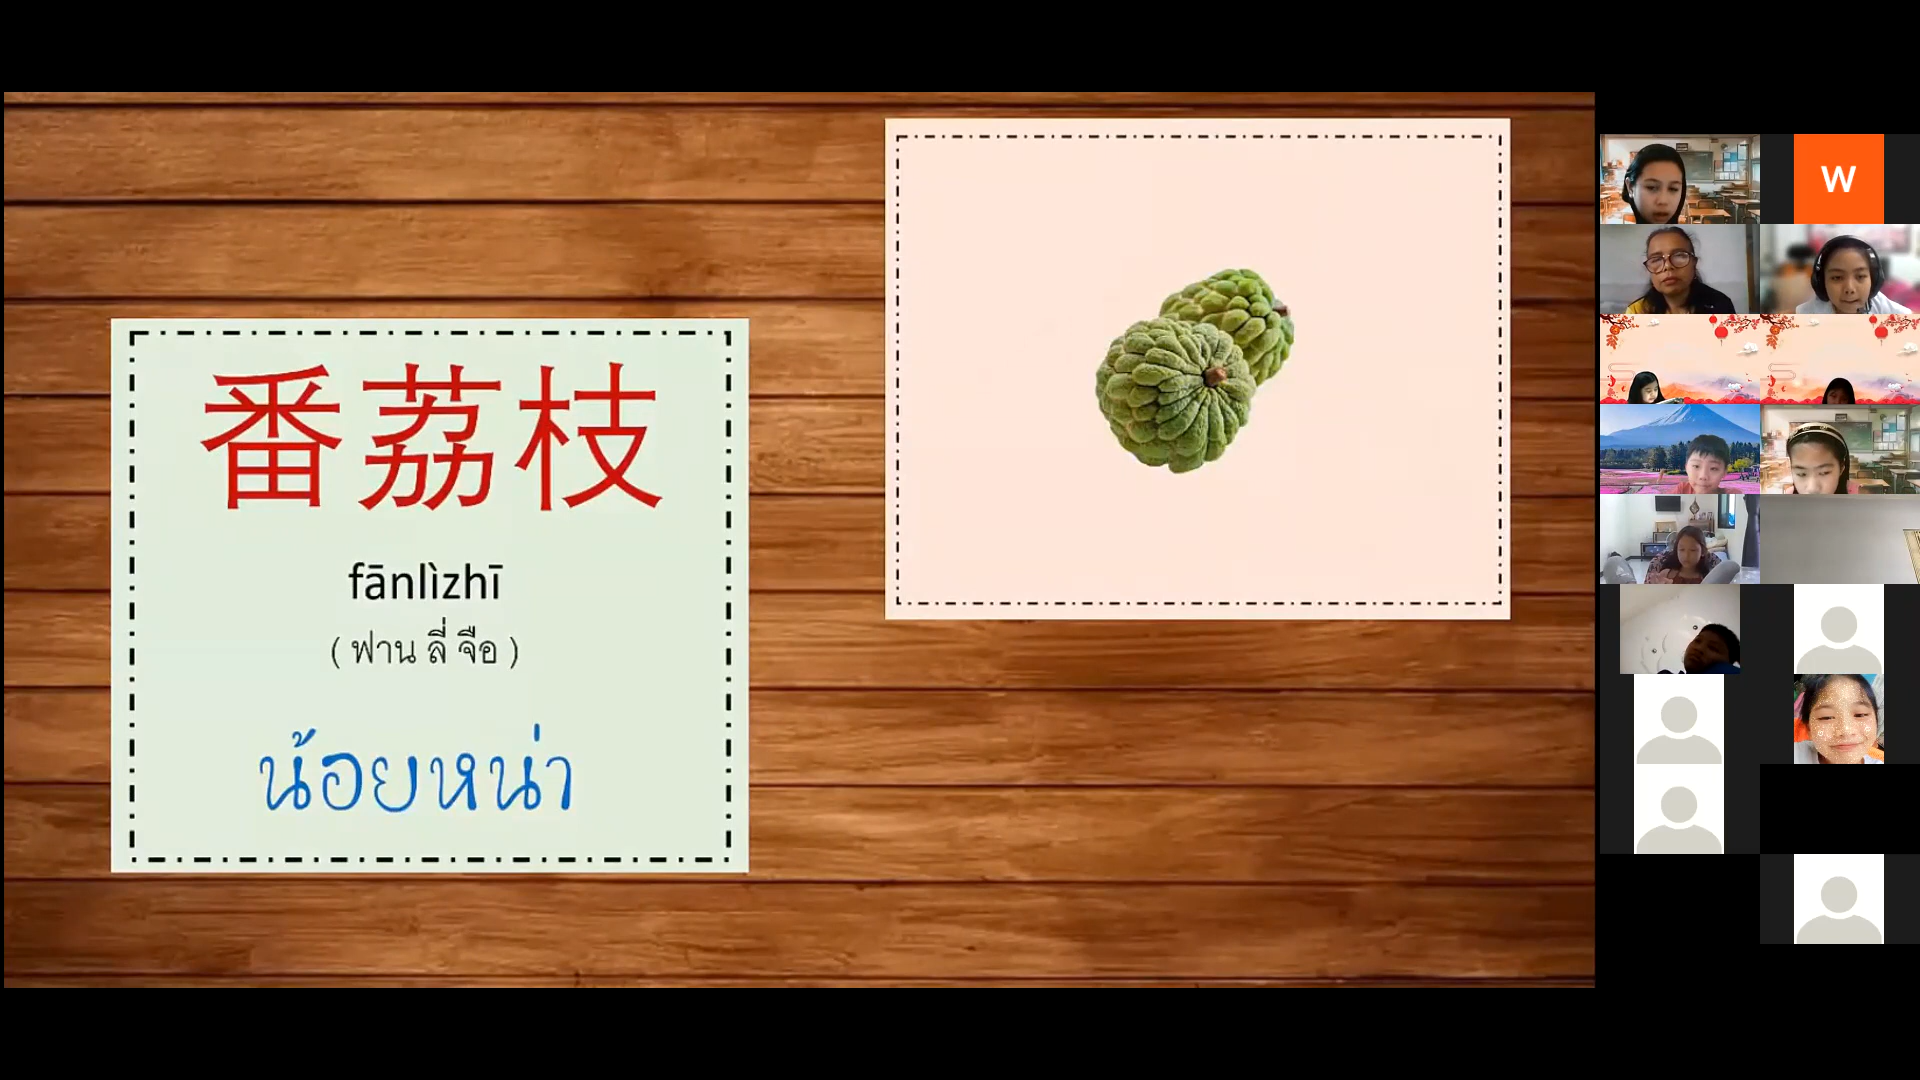 番荔枝
fānlìzhī
( ฟาน ลี่ จือ )
น้อยหน่า
W